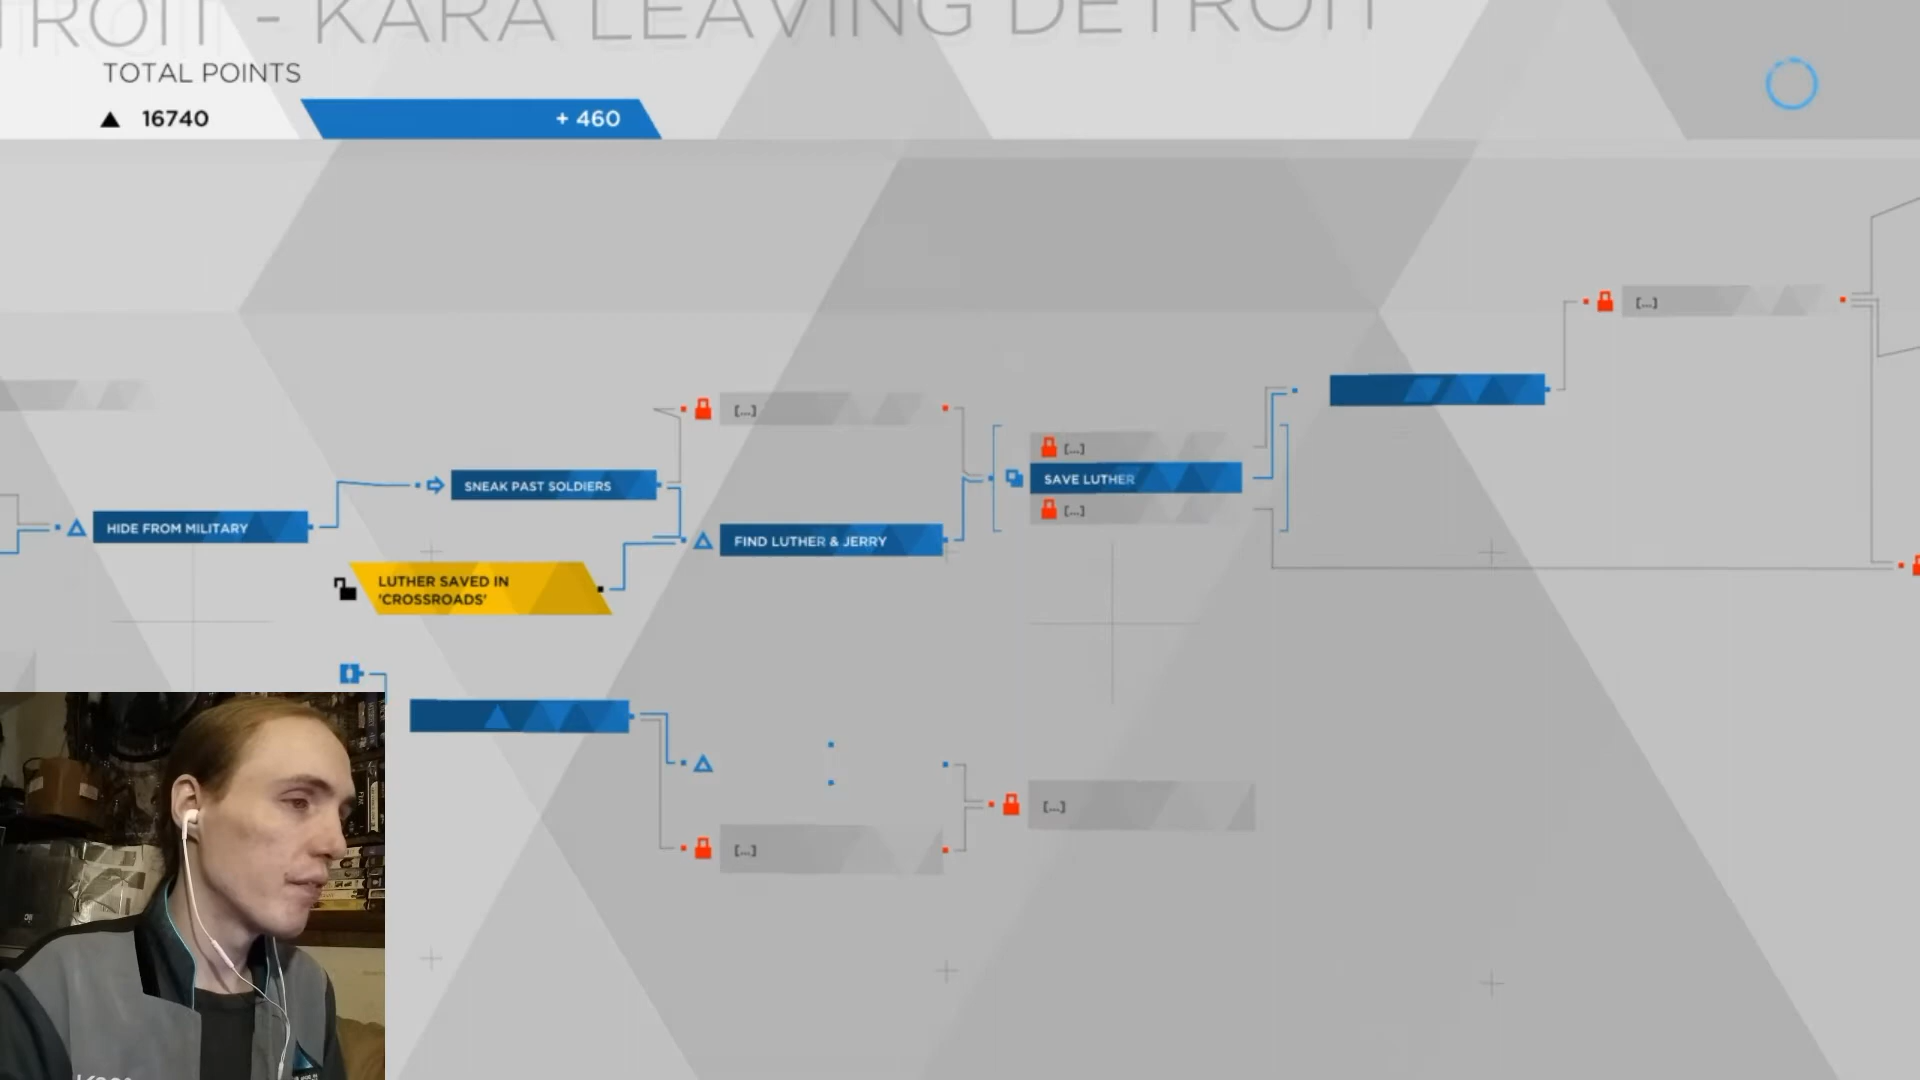 TROIT - KARA LEAVING DETROIT
TOTAL POINTS
16740
+ 460
[...]
[...]
[...]
SAVE LUTHER
[...]
SNEAK PAST SOLDIERS
HIDE FROM MILITARY
FIND LUTHER & JERRY
LUTHER SAVED IN
'CROSSROADS'
[...]
[...]